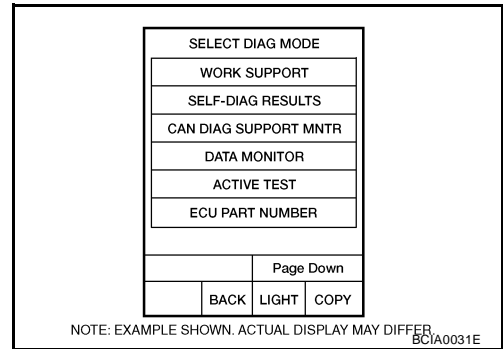 SELECT DIAG MODE
WORK SUPPORT
SELF-DIAG RESULTS
CAN DIAG SUPPORT MNTR
DATA MONITOR
ACTIVE TEST
ECU PART NUMBER
Page Down
BACK LIGHT COPY
NOTE: EXAMPLE SHOWN. ACTUAL DISPLAY MAY DIFFER.
BCIA0031E